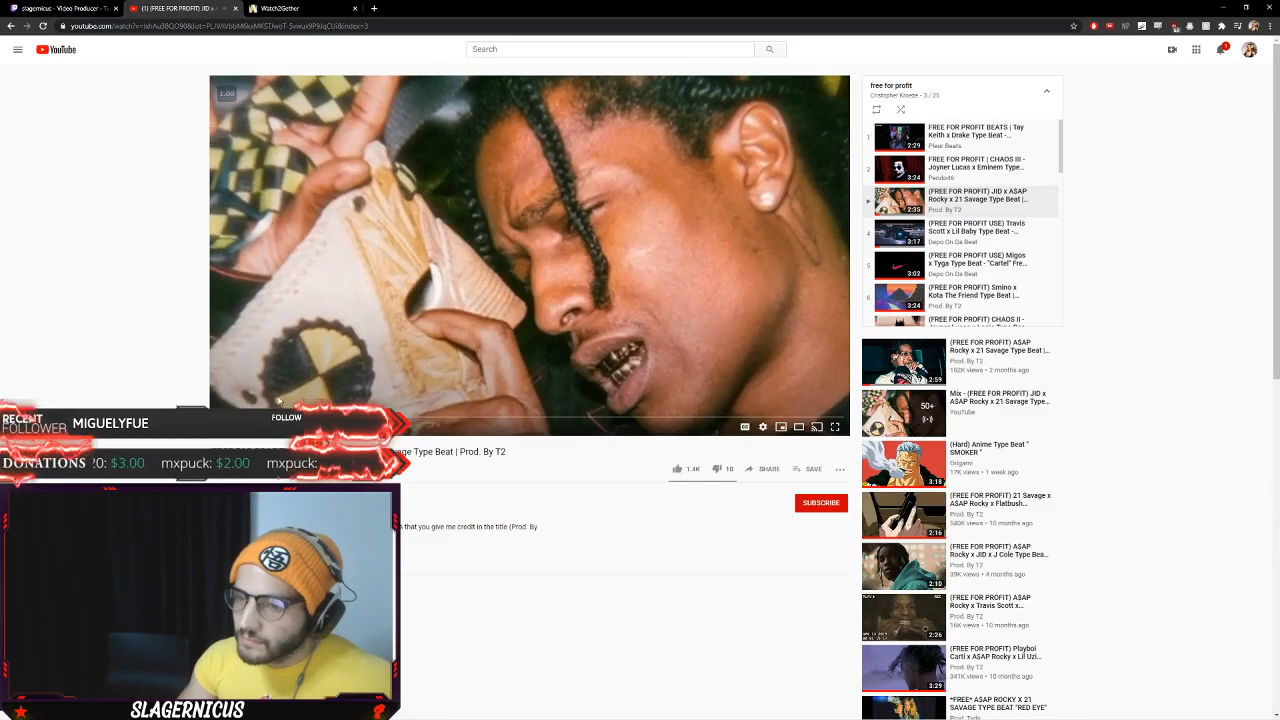 slagernicus - Video Producer - T
(1) (FREE FOR PROFIT) JID x A
Watch2Gether
YouTube
Search
1.00
free for profit
Cristopher Kroeze - 3 / 25
1
2:29
FREE FOR PROFIT BEATS | Tay
Keith x Drake Type Beat -...
Pleur Beats
2
3:24
FREE FOR PROFIT | CHAOS III -
Joyner Lucas x Eminem Type...
Pendo46
2:35
(FREE FOR PROFIT) JID x A$AP
Rocky x 21 Savage Type Beat |...
Prod. By T2
4
3:17
(FREE FOR PROFIT USE) Travis
Scott x Lil Baby Type Beat -...
Depo On Da Beat
5
3:02
(FREE FOR PROFIT USE) Migos
x Tyga Type Beat - "Cartel" Fre...
Depo On Da Beat
6
3:24
(FREE FOR PROFIT) Smino x
Kota The Friend Type Beat |...
Prod. By T2
(FREE FOR PROFIT) CHAOS II -
2:59
(FREE FOR PROFIT) A$AP
Rocky x 21 Savage Type Beat |...
Prod. By T2
152K views • 2 months ago
50+
Mix - (FREE FOR PROFIT) JID
x A$AP Rocky x 21 Savage Type...
YouTube
3:18
(Hard) Anime Type Beat "
SMOKER "
Origami
17K views • 1 week ago
2:16
(FREE FOR PROFIT) 21 Savage x
A$AP Rocky x Flatbush...
Prod. By T2
540K views • 10 months ago
2:10
(FREE FOR PROFIT) A$AP
Rocky x JID x J Cole Type Bea...
Prod. By T2
39K views • 4 months ago
2:26
(FREE FOR PROFIT) A$AP
Rocky x Travis Scott x...
Prod. By T2
16K views • 10 months ago
3:29
(FREE FOR PROFIT) Playboi
Carti x A$AP Rocky x Lil Uzi...
Prod. By T2
341K views • 10 months ago
*FREE* A$AP ROCKY X 21
SAVAGE TYPE BEAT "RED EYE"
Prod. Tyde
RECENT
FOLLOWER MIGUELYFUE
FOLLOW
DONATIONS 20: $3.00 mxpuck: $2.00 mxpuck:
vage Type Beat | Prod. By T2
1.4K 10 SHARE SAVE
SUBSCRIBE
s that you give me credit in the title (Prod. By
悟
SLAGERNICUS